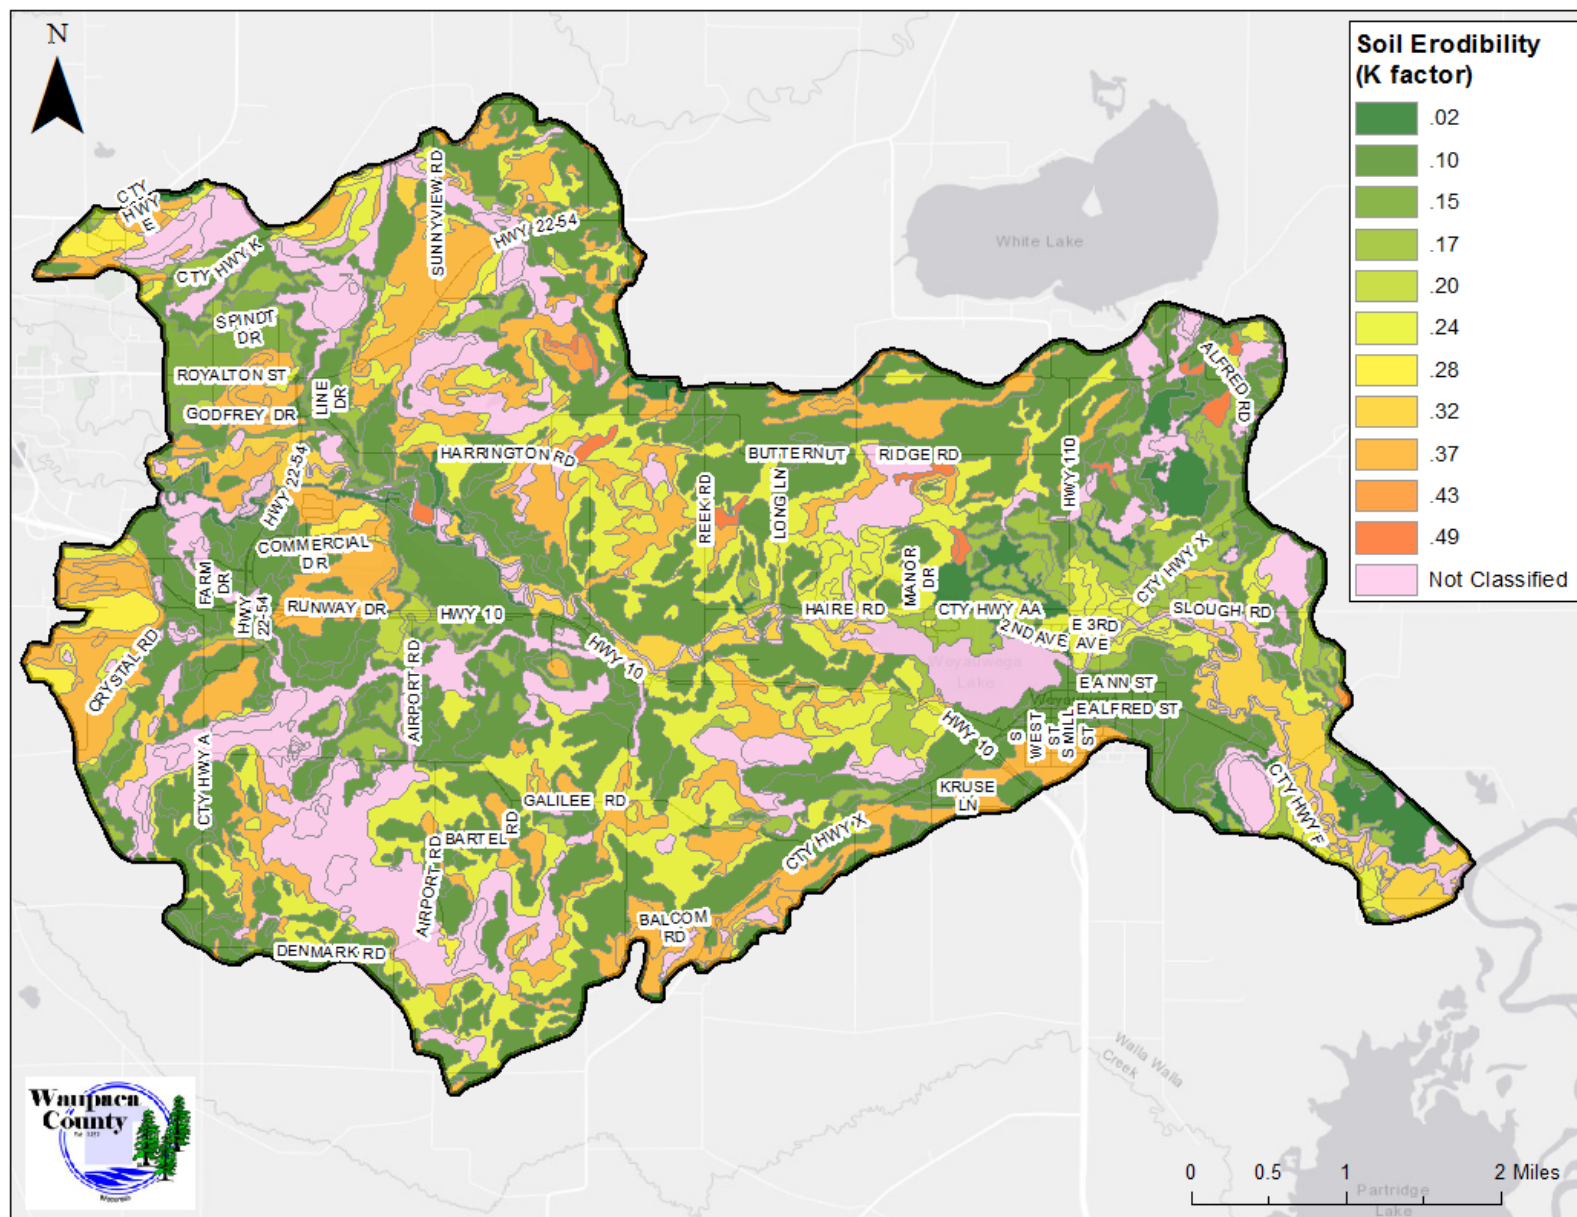 N
Soil Erodibility
(K factor)
.02
.10
.15
.17
.20
.24
.28
.32
.37
.43
.49
Not Classified
White Lake
CTY
HWY
E
CTY HWY K
SUNNYVIEW RD
HWY 22-54
SPINDT
DR
ROYALTON ST
LINE
DR
GODFREY DR
ALFRED RD
HARRINGTON RD
BUTTERNUT
RIDGE RD
HWY 22-54
REEK RD
LONG LN
HWY 110
COMMERCIAL
DR
FARM
DR
MANOR
DR
CTY HWY X
HWY
22-54
RUNWAY DR
HWY 10
HAIRE RD
CTY HWY AA
SLOUGH RD
2ND AVE
E 3RD
AVE
CRYSTAL RD
AIRPORT RD
HWY 10
Weyauwega
Lake
E ANN ST
E ALFRED ST
HWY 10
S
WEST
ST
S MILL
ST
CTY HWY A
KRUSE
LN
CTY HWY F
GALILEE RD
BARTEL
RD
CTY HWY X
AIRPORT RD
BALCOM
RD
DENMARK RD
Walla Walla
Creek
Waupaca
County
Wisconsin
0 0.5 1 2 Miles
Partridge
Lake